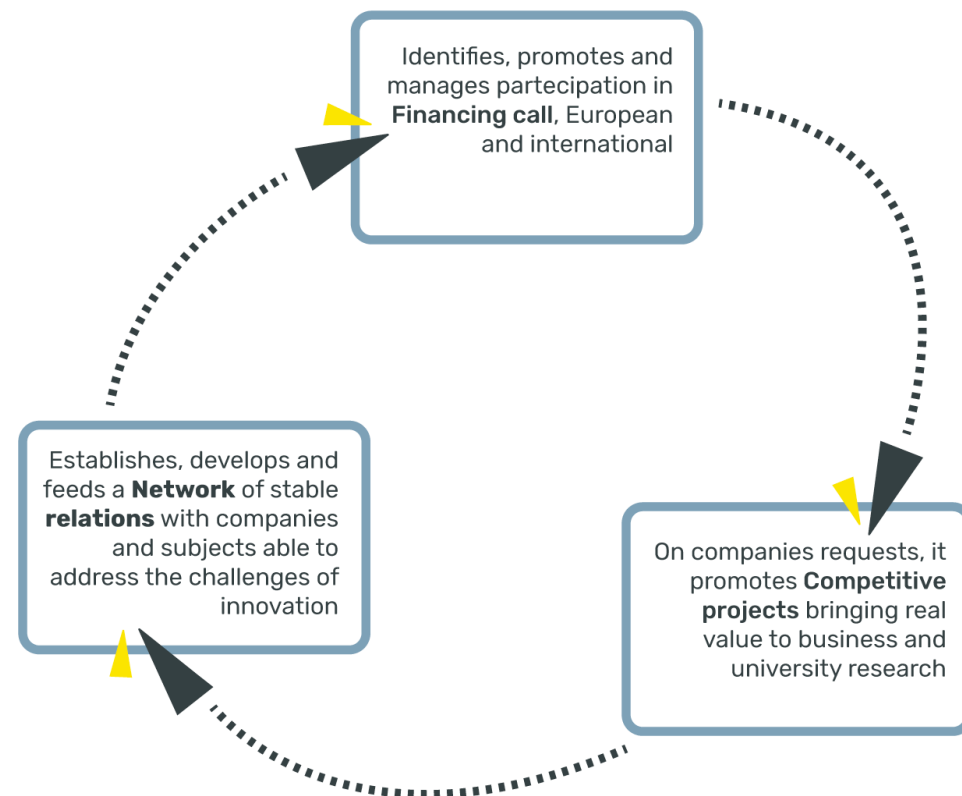 Identifies, promotes and
manages partecipation in
Financing call, European
and international
Establishes, develops and
feeds a Network of stable
relations with companies
and subjects able to
address the challenges of
innovation
On companies requests, it
promotes Competitive
projects bringing real
value to business and
university research